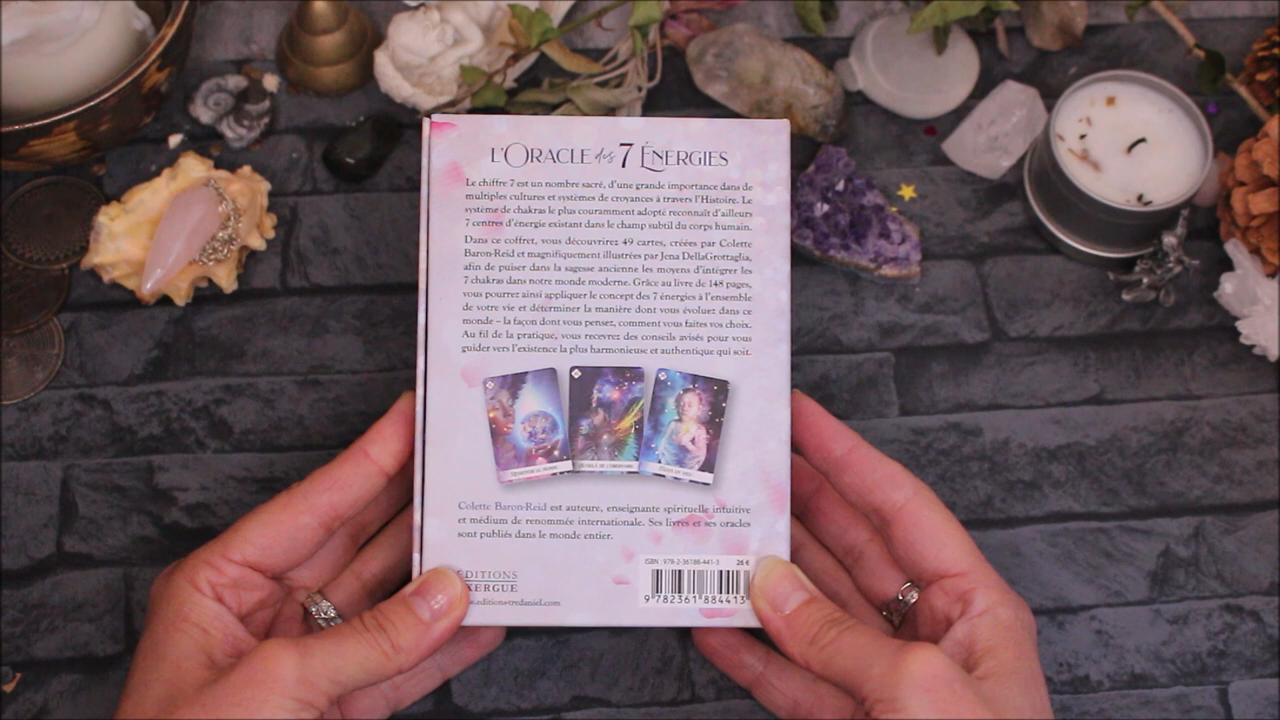 L'ORACLE des 7 ÉNERGIES
Le chiffre 7 est un nombre sacré, d'une grande importance dans de
multiples cultures et systèmes de croyances à travers l'Histoire. Le
système de chakras le plus couramment adopté reconnaît d'ailleurs
7 centres d'énergie existant dans le champ subtil du corps humain.
Dans ce coffret, vous découvrirez 49 cartes, créées par Colette
Baron-Reid et magnifiquement illustrées par Jena DellaGrottaglia,
afin de puiser dans la sagesse ancienne les moyens d'intégrer les
7 chakras dans notre monde moderne. Grâce au livre de 148 pages,
vous pourrez ainsi appliquer le concept des 7 énergies à l'ensemble
de votre vie et déterminer la manière dont vous évoluez dans ce
monde – la façon dont vous pensez, comment vous faites vos choix.
Au fil de la pratique, vous recevrez des conseils avisés pour vous
guider vers l'existence la plus harmonieuse et authentique qui soit.
Colette Baron-Reid est auteure, enseignante spirituelle intuitive
et médium de renommée internationale. Ses livres et ses oracles
sont publiés dans le monde entier.
ISBN : 978-2-36188-441-3 26 €
9 782361 884413
ÉDITIONS
EXERGUE
www.editions-tredaniel.com